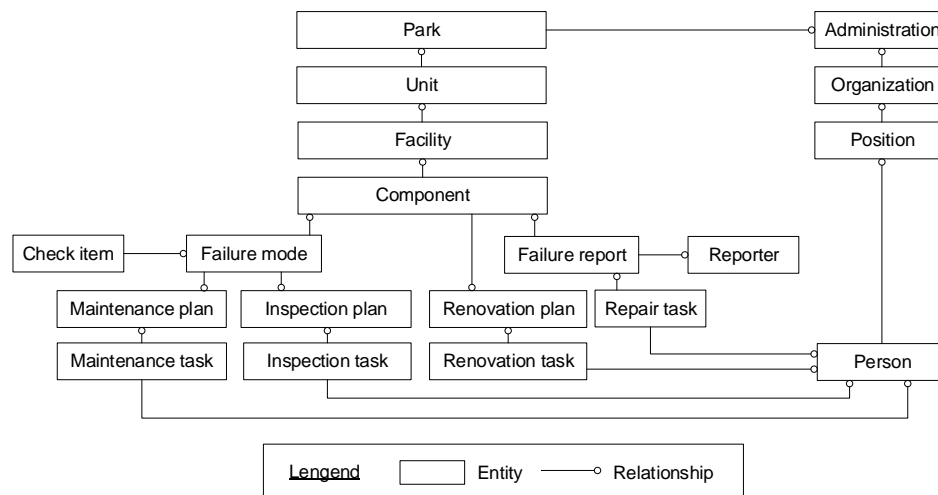 Park
Administration
Unit
Organization
Facility
Position
Component
Check item
Failure mode
Failure report
Reporter
Maintenance plan
Inspection plan
Renovation plan
Repair task
Maintenance task
Inspection task
Renovation task
Person
Lengend
Entity
Relationship